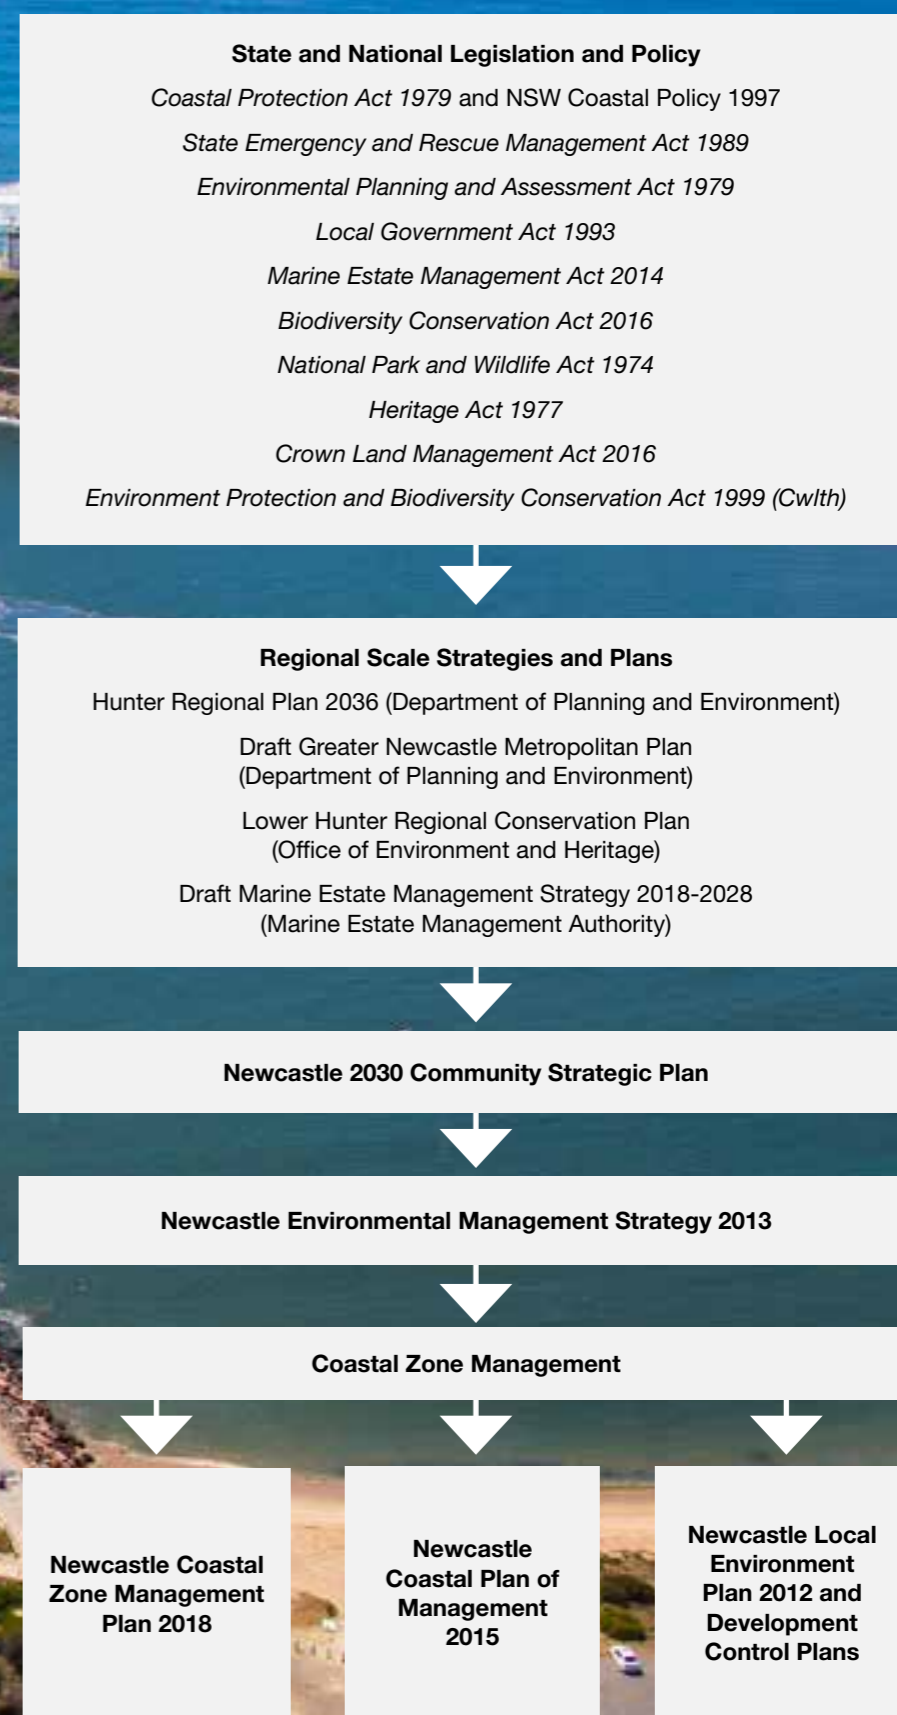 State and National Legislation and Policy
Coastal Protection Act 1979 and NSW Coastal Policy 1997
State Emergency and Rescue Management Act 1989
Environmental Planning and Assessment Act 1979
Local Government Act 1993
Marine Estate Management Act 2014
Biodiversity Conservation Act 2016
National Park and Wildlife Act 1974
Heritage Act 1977
Crown Land Management Act 2016
Environment Protection and Biodiversity Conservation Act 1999 (Cwlth)
Regional Scale Strategies and Plans
Hunter Regional Plan 2036 (Department of Planning and Environment)
Draft Greater Newcastle Metropolitan Plan
(Department of Planning and Environment)
Lower Hunter Regional Conservation Plan
(Office of Environment and Heritage)
Draft Marine Estate Management Strategy 2018-2028
(Marine Estate Management Authority)
Newcastle 2030 Community Strategic Plan
Newcastle Environmental Management Strategy 2013
Coastal Zone Management
Newcastle Coastal
Zone Management
Plan 2018
Newcastle
Coastal Plan of
Management
2015
Newcastle Local
Environment
Plan 2012 and
Development
Control Plans